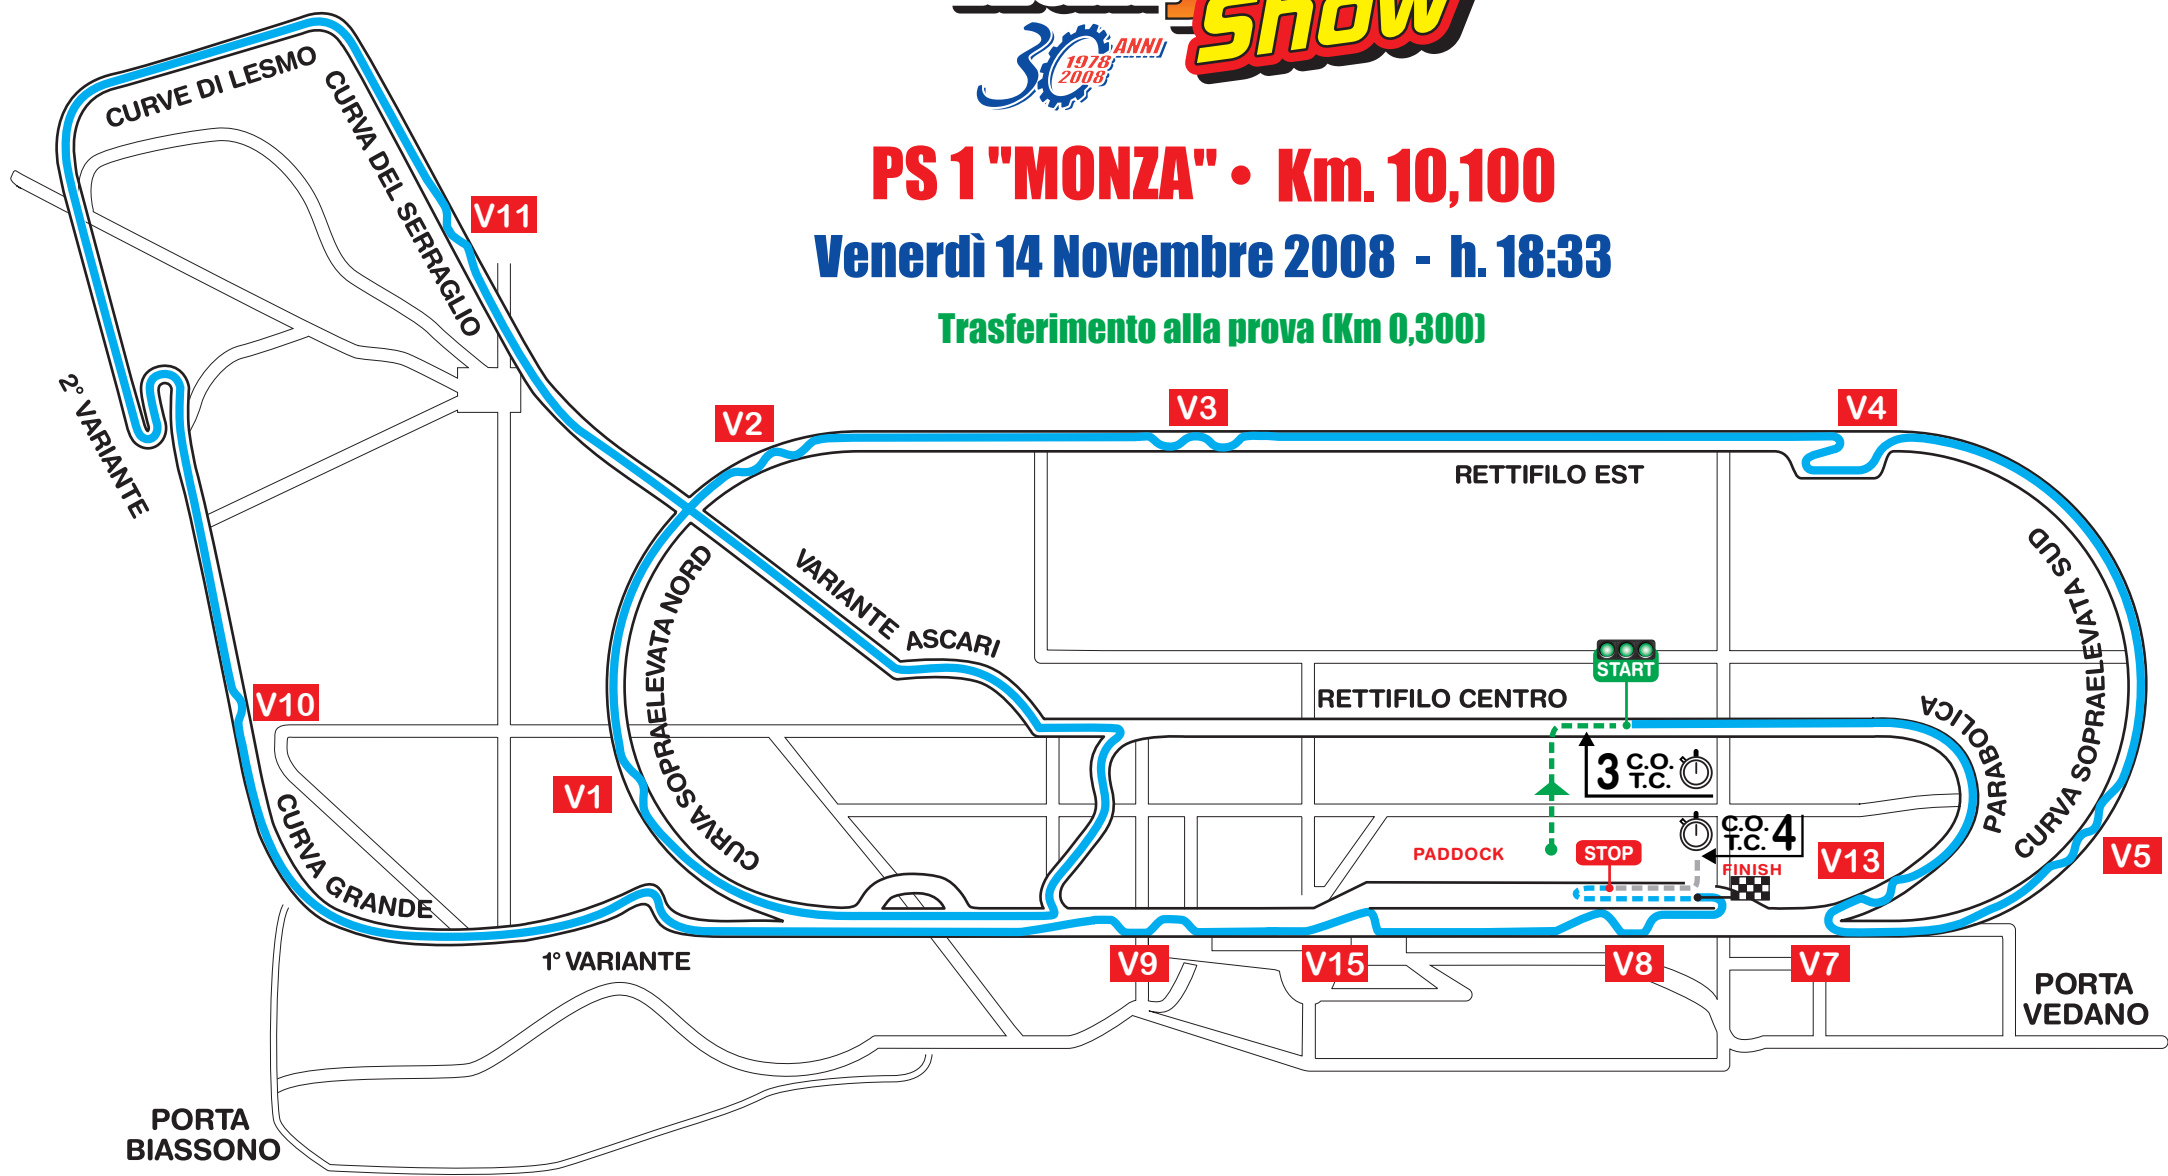 Show
30 ANNI
1978
2008
PS 1 "MONZA" • Km. 10,100
Venerdì 14 Novembre 2008 - h. 18:33
Trasferimento alla prova (Km 0,300)
CURVE DI LESMO
CURVA DEL SERRAGLIO
V11
2° VARIANTE
V2
V3
V4
RETTIFILO EST
CURVA SOPRAELEVATA NORD
VARIANTE ASCARI
CURVA SOPRAELEVATA SUD
START
RETTIFILO CENTRO
PARABOLICA
V10
V1
3 C.O.
T.C.
C.O.
T.C. 4
CURVA GRANDE
PADDOCK
STOP
FINISH
V13
V5
1° VARIANTE
V9
V15
V8
V7
PORTA
VEDANO
PORTA
BIASSONO